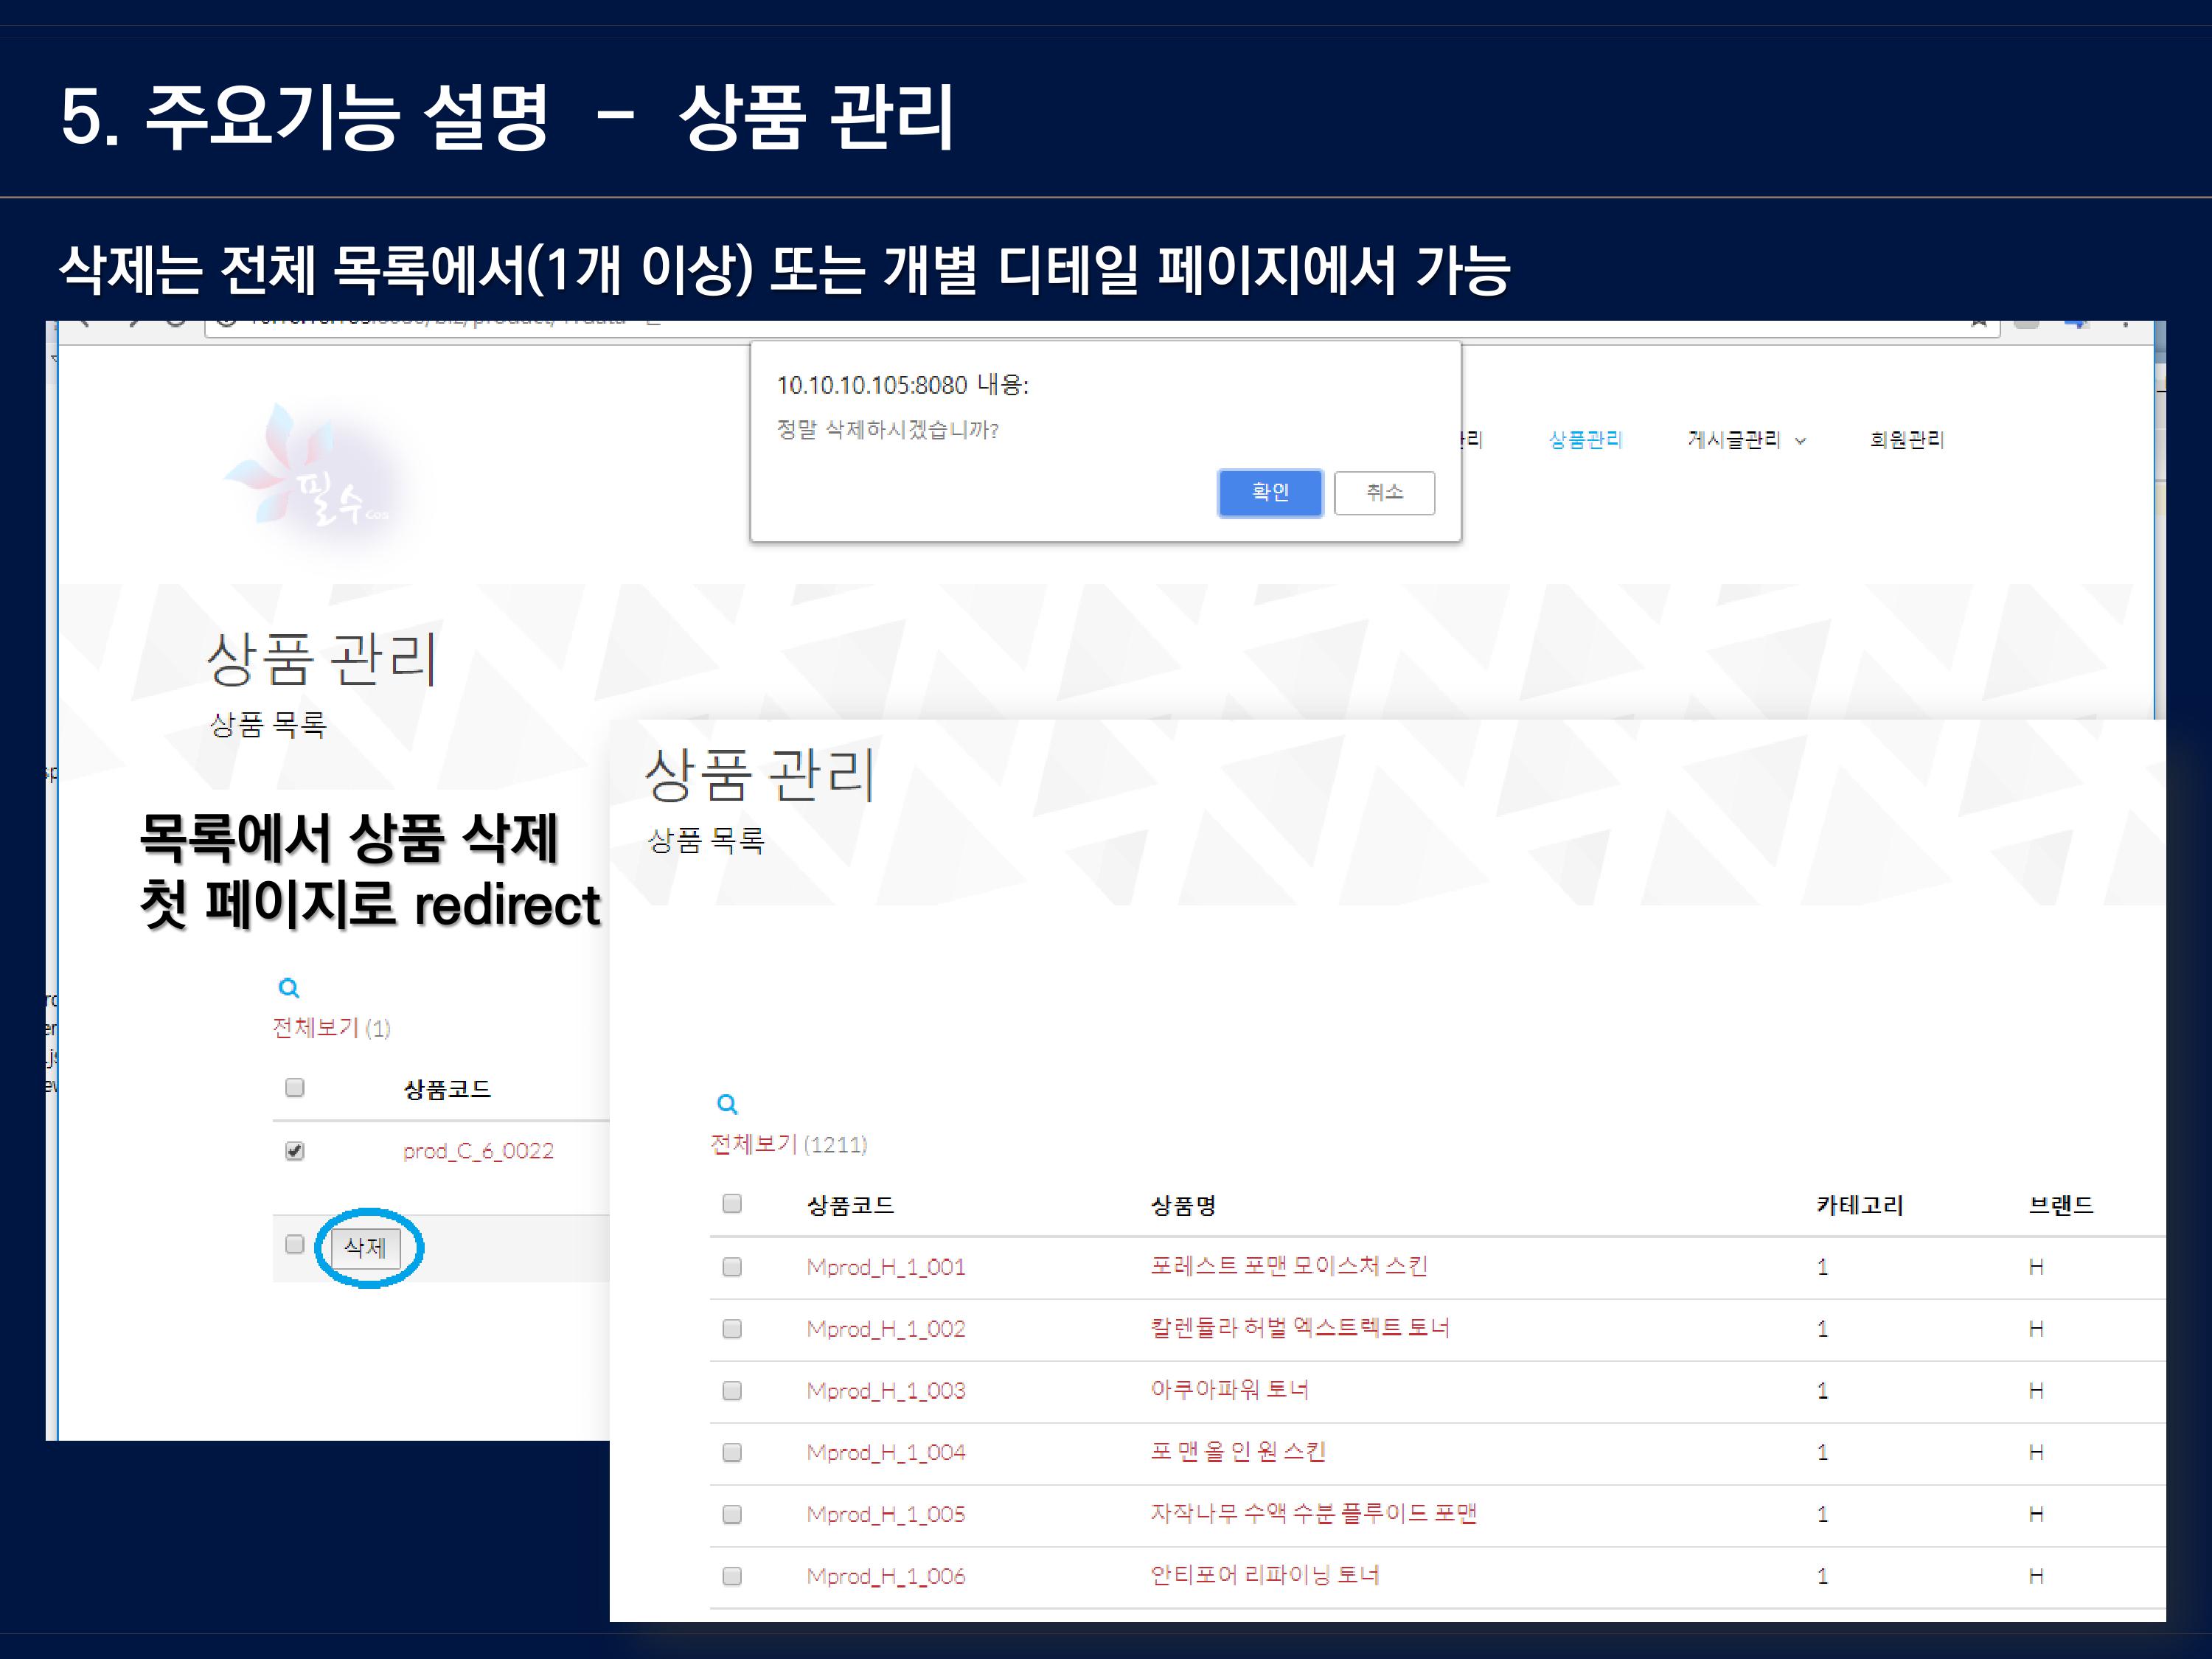 5. 주요기능 설명 - 상품 관리
삭제는 전체 목록에서(1개 이상) 또는 개별 디테일 페이지에서 가능
10.10.10.105:8080 내용:
정말 삭제하시겠습니까?
확인 취소
상품관리 게시글관리 회원관리
필수 Cos
상품 관리
상품 목록
목록에서 상품 삭제
첫 페이지로 redirect
전체보기 (1)
상품코드
prod_C_6_0022
삭제
상품 관리
상품 목록
전체보기 (1211)
상품코드 상품명 카테고리 브랜드
Mprod_H_1_001 포레스트 포맨 모이스처 스킨 1 H
Mprod_H_1_002 칼렌듈라 허벌 엑스트렉트 토너 1 H
Mprod_H_1_003 아쿠아파워 토너 1 H
Mprod_H_1_004 포 맨 올 인 원 스킨 1 H
Mprod_H_1_005 자작나무 수액 수분 플루이드 포맨 1 H
Mprod_H_1_006 안티포어 리파이닝 토너 1 H